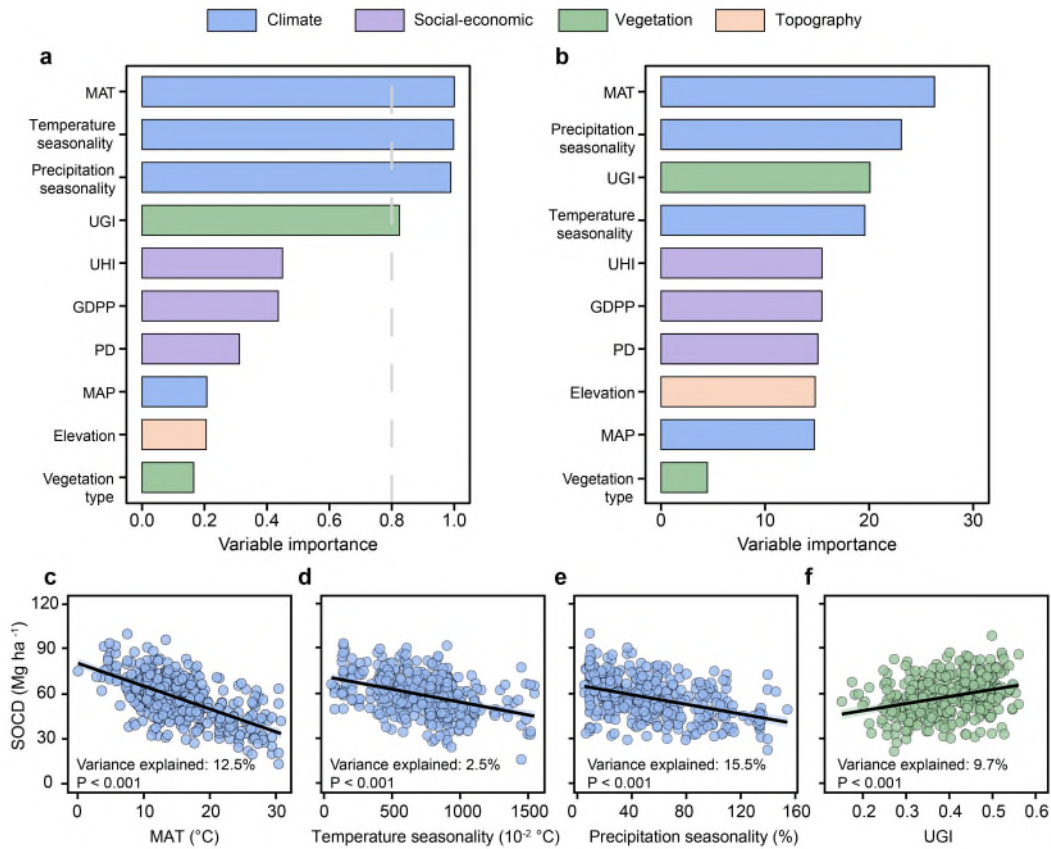 Climate Social-economic Vegetation Topography
a
MAT
Temperature
seasonality
Precipitation
seasonality
UGI
UHI
GDPP
PD
MAP
Elevation
Vegetation
type
0.0 0.2 0.4 0.6 0.8 1.0
Variable importance
b
MAT
Precipitation
seasonality
UGI
Temperature
seasonality
UHI
GDPP
PD
Elevation
MAP
Vegetation
type
0 10 20 30
Variable importance
c
SOCD (Mg ha⁻¹)
120
90
60
30
0
Variance explained: 12.5%
P < 0.001
0 10 20 30
MAT (°C)
d
Variance explained: 2.5%
P < 0.001
0 500 1000 1500
Temperature seasonality (10⁻² °C)
e
Variance explained: 15.5%
P < 0.001
0 40 80 120 160
Precipitation seasonality (%)
f
Variance explained: 9.7%
P < 0.001
0.1 0.2 0.3 0.4 0.5 0.6
UGI